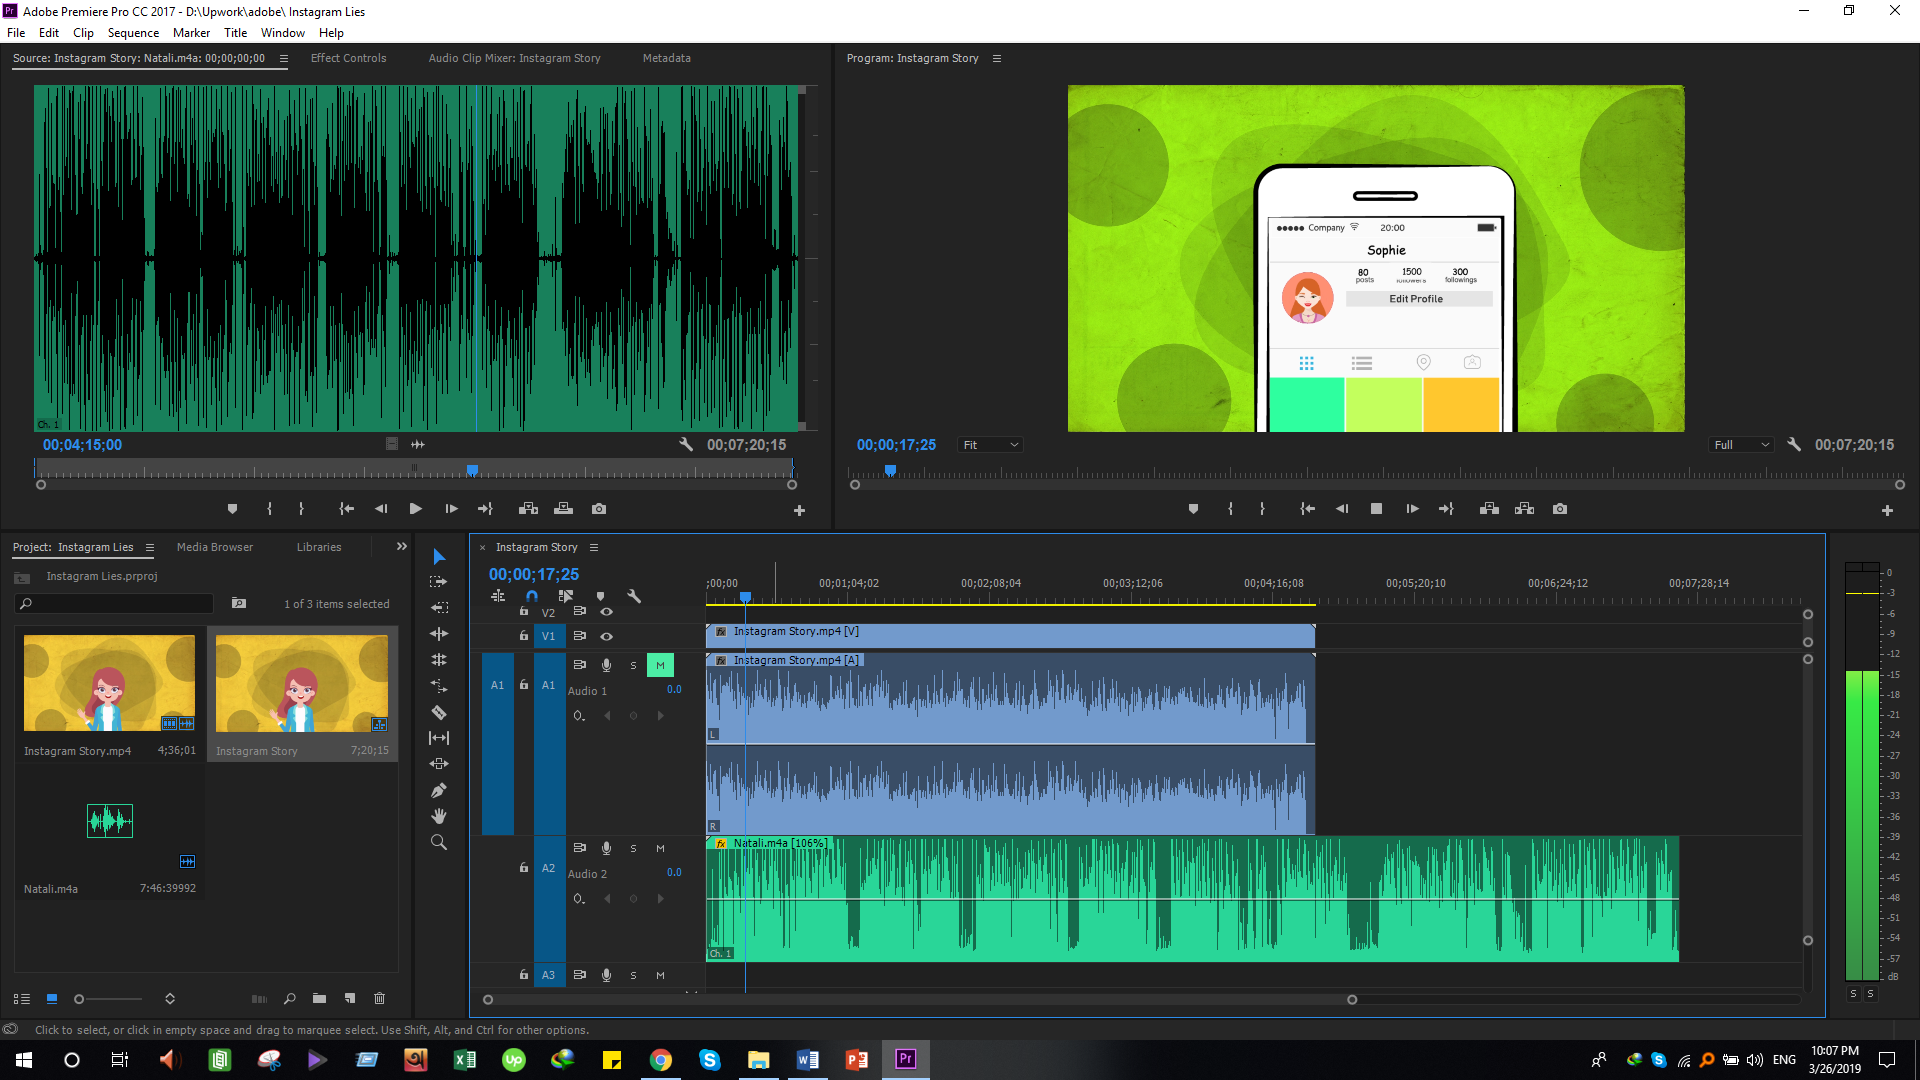 Pr Adobe Premiere Pro CC 2017 - D:\Upwork\adobe\ Instagram Lies
File Edit Clip Sequence Marker Title Window Help
Source: Instagram Story: Natali.m4a: 00;00;00;00 Effect Controls Audio Clip Mixer: Instagram Story Metadata
Program: Instagram Story
Company 20:00
Sophie
80 1500 300
posts followers followings
Edit Profile
Ch. 1
00;04;15;00 00;07;20;15
00;00;17;25 Fit Full 00;07;20;15
Project: Instagram Lies Media Browser Libraries
Instagram Lies.prproj
1 of 3 items selected
Instagram Story.mp4 4;36;01
Instagram Story 7;20;15
Natali.m4a 7:46:39992
Instagram Story
00;00;17;25
;00;00 00;01;04;02 00;02;08;04 00;03;12;06 00;04;16;08 00;05;20;10 00;06;24;12 00;07;28;14
V2
V1 fx Instagram Story.mp4 [V]
A1 A1 S M fx Instagram Story.mp4 [A]
Audio 1 0.0
L
R
A2 S M fx Natali.m4a [106%]
Audio 2 0.0
Ch. 1
A3 S M
0
-3
-6
-9
-12
-15
-18
-21
-24
-27
-30
-33
-36
-39
-42
-45
-48
-51
-54
-57
dB
S S
Click to select, or click in empty space and drag to marquee select. Use Shift, Alt, and Ctrl for other options.
Up Pr
ENG 10:07 PM
3/26/2019